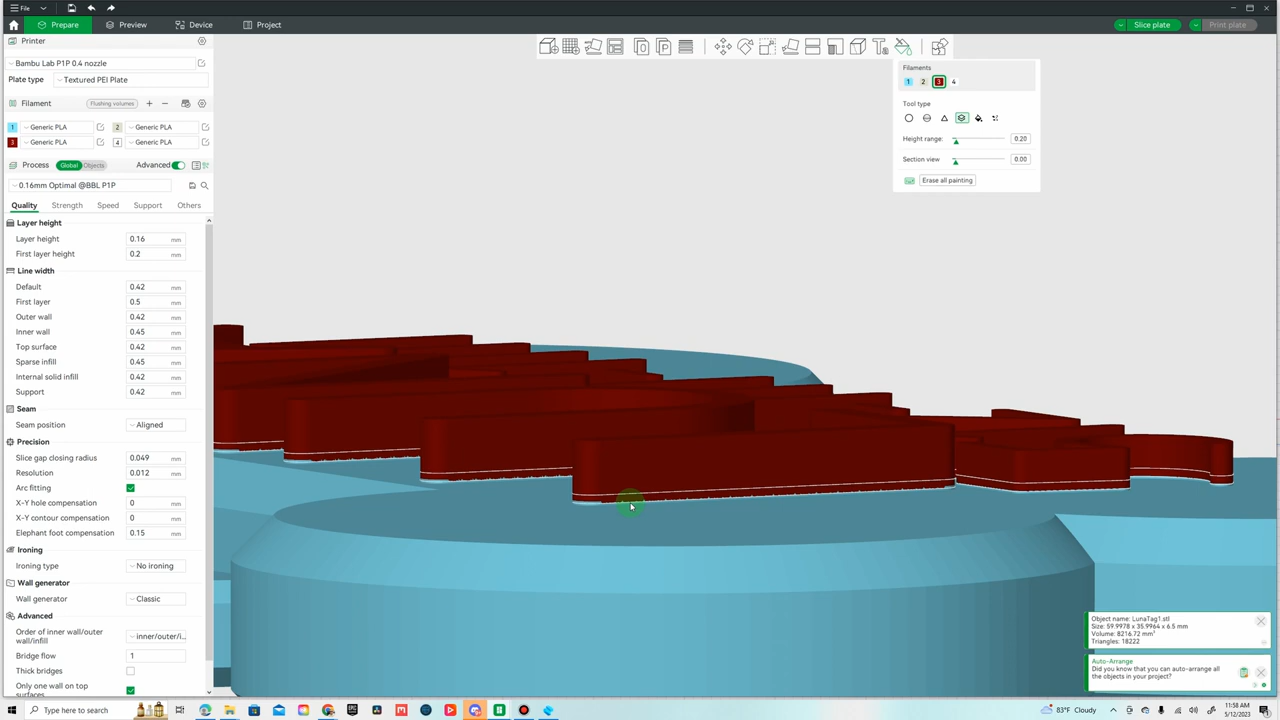 File
Prepare
Preview
Device
Project
Slice plate
Print plate
Printer
Bambu Lab P1P 0.4 nozzle
Plate type
Textured PEI Plate
Filament
Flushing volumes
1 Generic PLA
2 Generic PLA
3 Generic PLA
4 Generic PLA
Process
Global
Objects
Advanced
0.16mm Optimal @BBL P1P
Quality
Strength
Speed
Support
Others
Layer height
Layer height 0.16 mm
First layer height 0.2 mm
Line width
Default 0.42 mm
First layer 0.5 mm
Outer wall 0.42 mm
Inner wall 0.45 mm
Top surface 0.42 mm
Sparse infill 0.45 mm
Internal solid infill 0.42 mm
Support 0.42 mm
Seam
Seam position Aligned
Precision
Slice gap closing radius 0.049 mm
Resolution 0.012 mm
Arc fitting
X-Y hole compensation 0 mm
X-Y contour compensation 0 mm
Elephant foot compensation 0.15 mm
Ironing
Ironing type No ironing
Wall generator
Wall generator Classic
Advanced
Order of inner wall/outer
wall/infill
inner/outer/i...
Bridge flow 1
Thick bridges
Only one wall on top
surfaces
Filaments
1 2 3 4
Tool type
Height range: 0.20
Section view 0.00
Erase all painting
Object name: LunaTag1.stl
Size: 59.9978 x 35.9964 x 6.5 mm
Volume: 8216.72 mm³
Triangles: 18222
Auto-Arrange
Did you know that you can auto-arrange all
the objects in your project?
Type here to search
83°F Cloudy
11:58 AM
5/12/2023